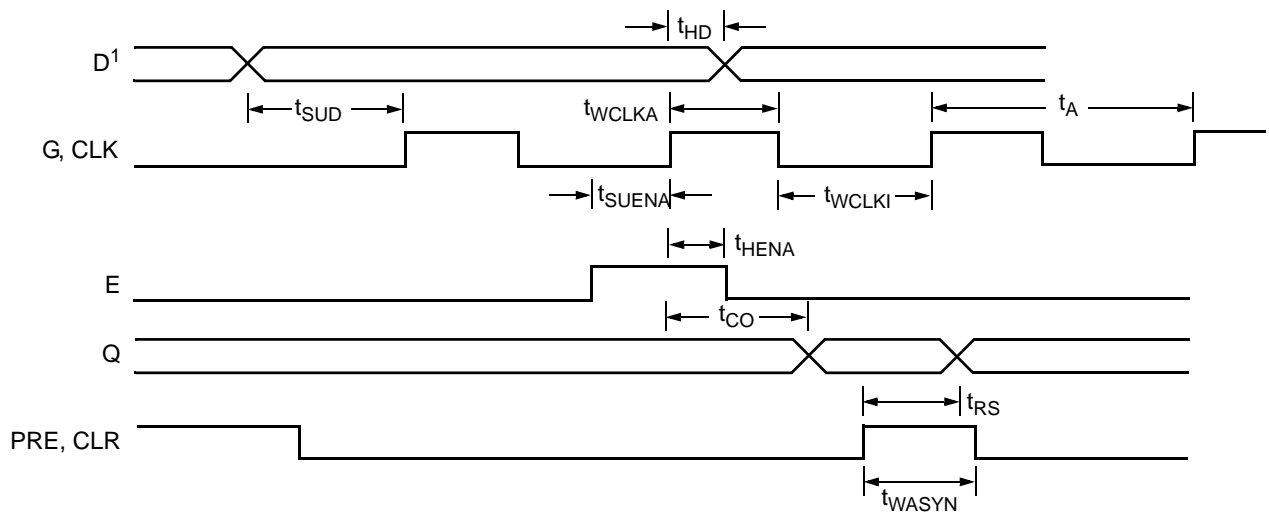 tHD
D1
tSUD
tWCLKA
tA
G, CLK
tSUENA
tWCLKI
tHENA
E
tCO
Q
tRS
PRE, CLR
tWASYN